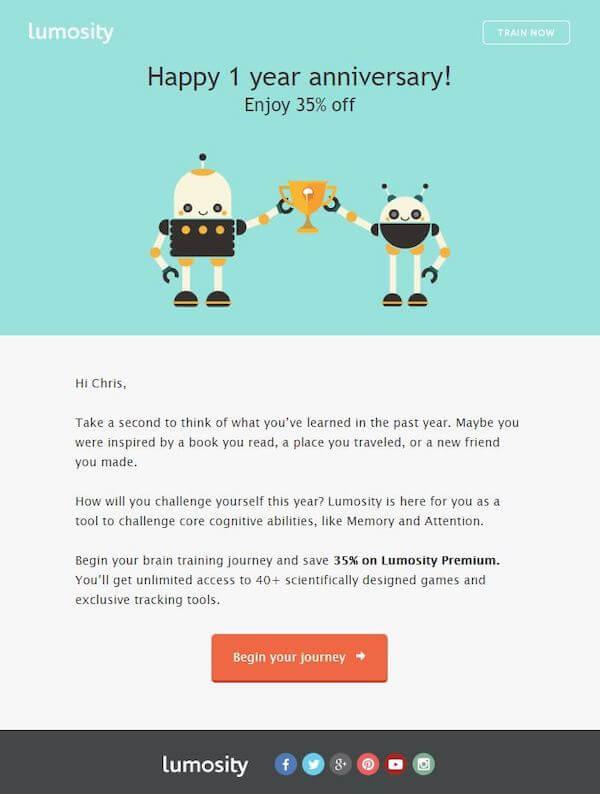 lumosity
TRAIN NOW
Happy 1 year anniversary!
Enjoy 35% off
Hi Chris,
Take a second to think of what you've learned in the past year. Maybe you
were inspired by a book you read, a place you traveled, or a new friend
you made.
How will you challenge yourself this year? Lumosity is here for you as a
tool to challenge core cognitive abilities, like Memory and Attention.
Begin your brain training journey and save 35% on Lumosity Premium.
You'll get unlimited access to 40+ scientifically designed games and
exclusive tracking tools.
Begin your journey
lumosity